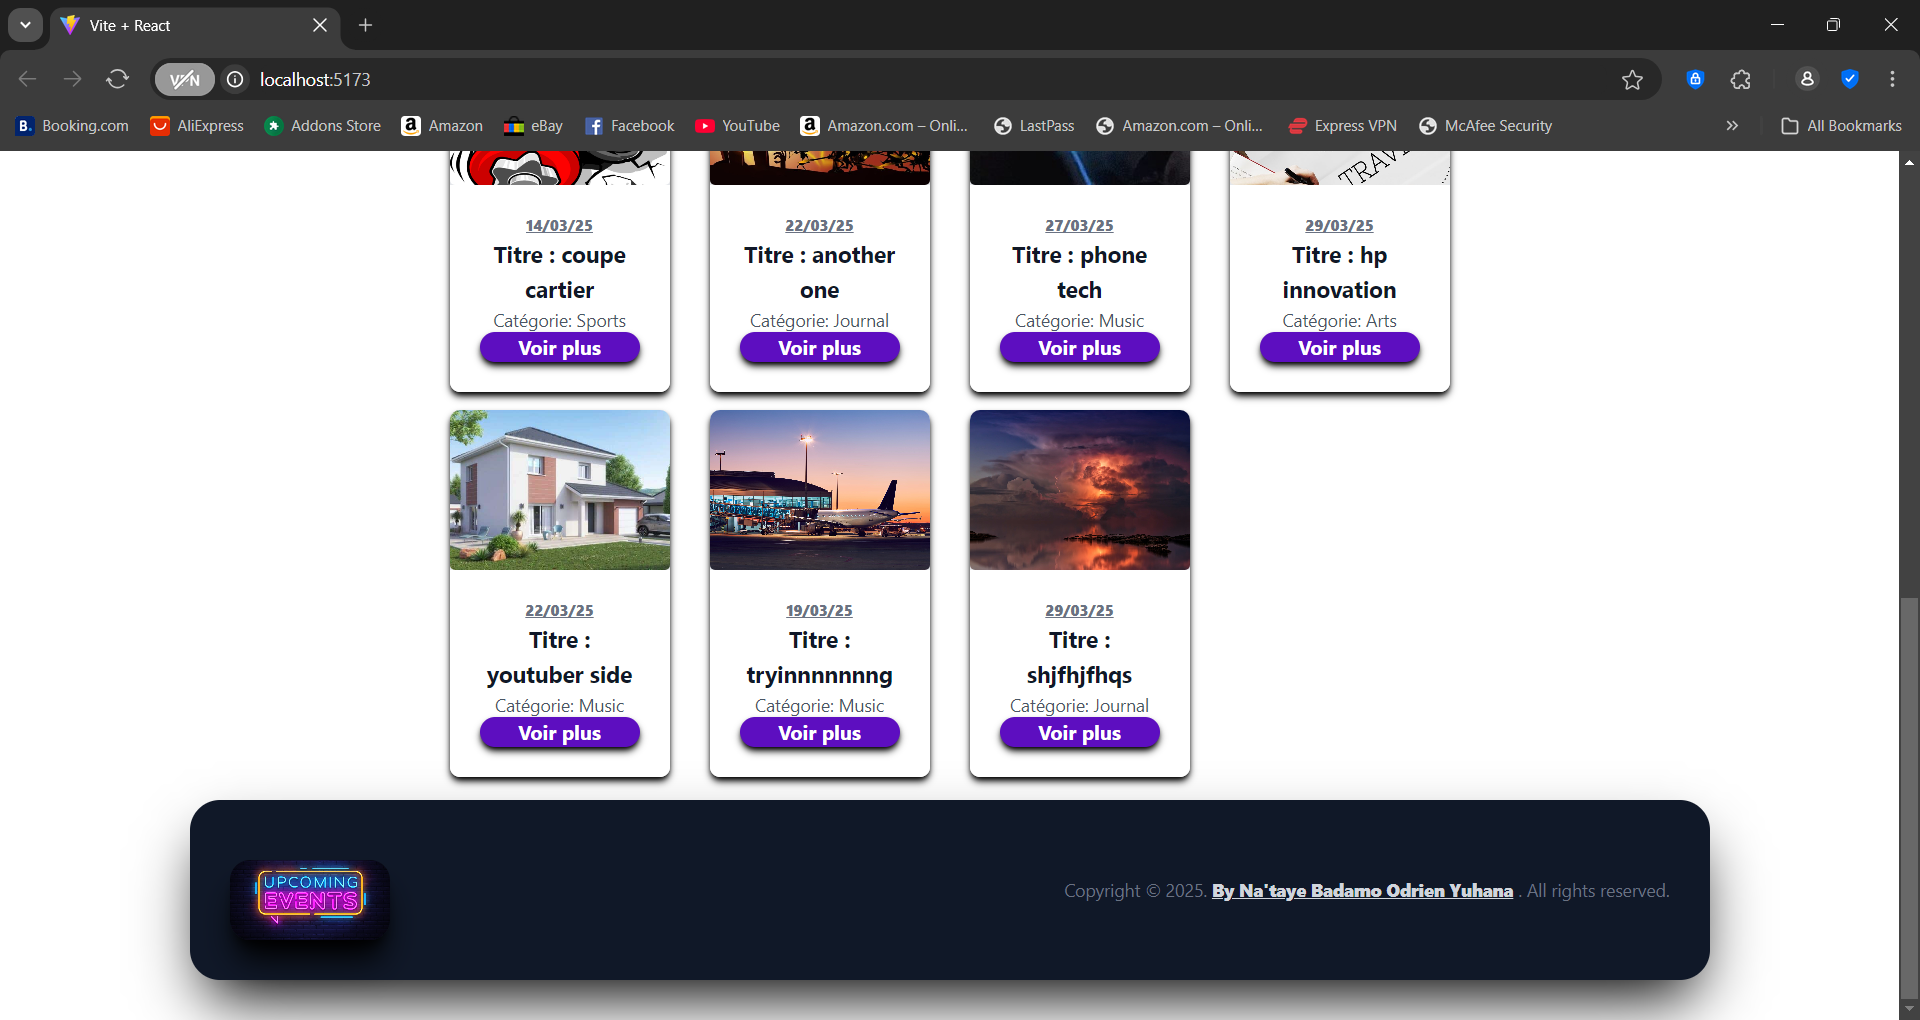 Vite + React
VPN
localhost:5173
B. Booking.com
AliExpress
Addons Store
a Amazon
eBay
f Facebook
YouTube
a Amazon.com – Onli...
LastPass
Amazon.com – Onli...
Express VPN
McAfee Security
» All Bookmarks
TRAV
14/03/25
Titre : coupe
cartier
Catégorie: Sports
Voir plus
22/03/25
Titre : another
one
Catégorie: Journal
Voir plus
27/03/25
Titre : phone
tech
Catégorie: Music
Voir plus
29/03/25
Titre : hp
innovation
Catégorie: Arts
Voir plus
22/03/25
Titre :
youtuber side
Catégorie: Music
Voir plus
19/03/25
Titre :
tryinnnnnnng
Catégorie: Music
Voir plus
29/03/25
Titre :
shjfhjfhqs
Catégorie: Journal
Voir plus
UPCOMING
EVENTS
Copyright © 2025. By Na'taye Badamo Odrien Yuhana . All rights reserved.